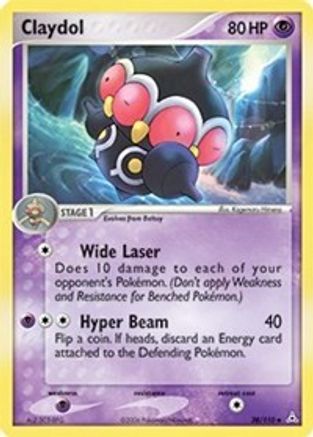 Claydol 80 HP
STAGE 1
Evolves from Baltoy
Illus. Kagemaru Himeno
Wide Laser
Does 10 damage to each of your
opponent's Pokémon. (Don't apply Weakness
and Resistance for Benched Pokémon.)
Hyper Beam 40
Flip a coin. If heads, discard an Energy card
attached to the Defending Pokémon.
weakness resistance retreat cost
©2006 Pokémon/Nintendo